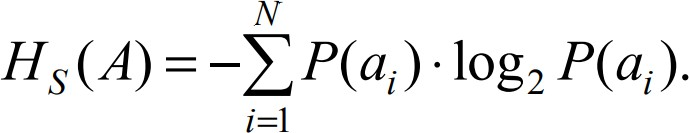 H_S(A) = -∑_{i=1}^{N} P(a_i) · log_2 P(a_i).